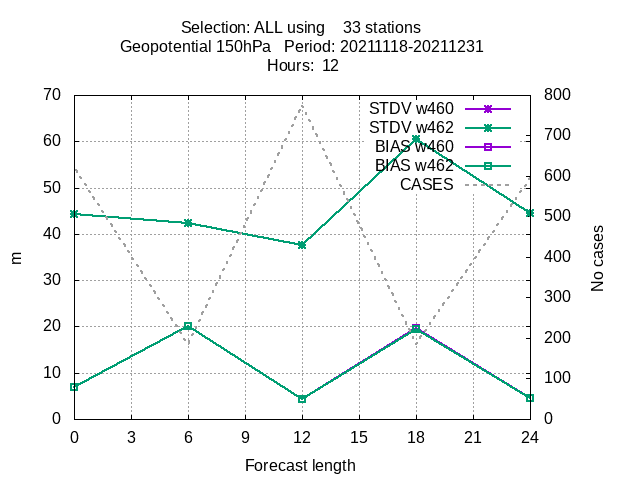 Selection: ALL using    33 stations
Geopotential 150hPa   Period: 20211118-20211231
Hours:  12
70
60
50
40
30
20
10
0
m
800
700
600
500
400
300
200
100
0
No cases
STDV w460
STDV w462
BIAS w460
BIAS w462
CASES
0 3 6 9 12 15 18 21 24
Forecast length